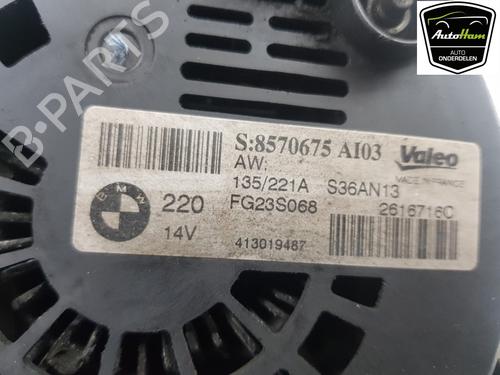 AutoHam
AUTO
ONDERDELEN
B-PARTS
S:8570675 AI03
Valeo
AW:
MADE IN FRANCE
135/221A S36AN13
BMW
220
FG23S068
2616716C
14V
413019487